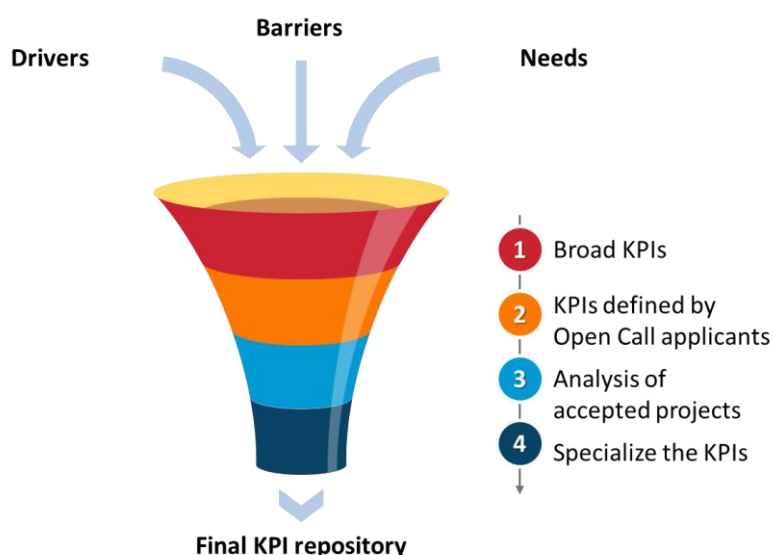 Barriers
Drivers
Needs
1 Broad KPIs
2 KPIs defined by
Open Call applicants
3 Analysis of
accepted projects
4 Specialize the KPIs
Final KPI repository